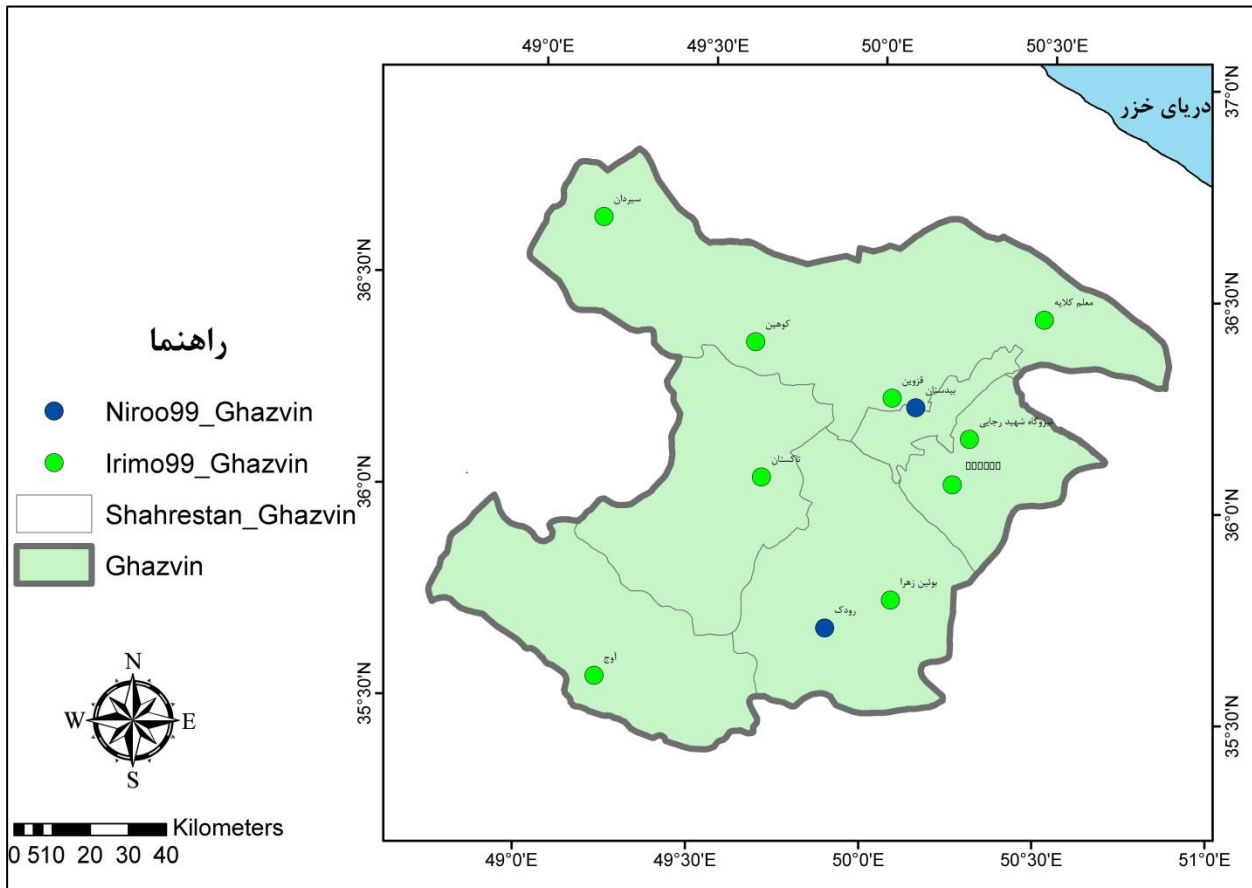 49°0'E
49°30'E
50°0'E
50°30'E
37°0'N
دریای خزر
سیردان
36°30'N
36°30'N
معلم کلایه
کوهین
راهنما
قزوین
بیدستان
Niroo99_Ghazvin
نیروگاه شهید رجایی
Irimo99_Ghazvin
تاکستان
36°0'N
36°0'N
Shahrestan_Ghazvin
Ghazvin
بوئین زهرا
رودک
آوج
35°30'N
35°30'N
N
W
E
S
Kilometers
0 5 10 20 30 40
49°0'E
49°30'E
50°0'E
50°30'E
51°0'E